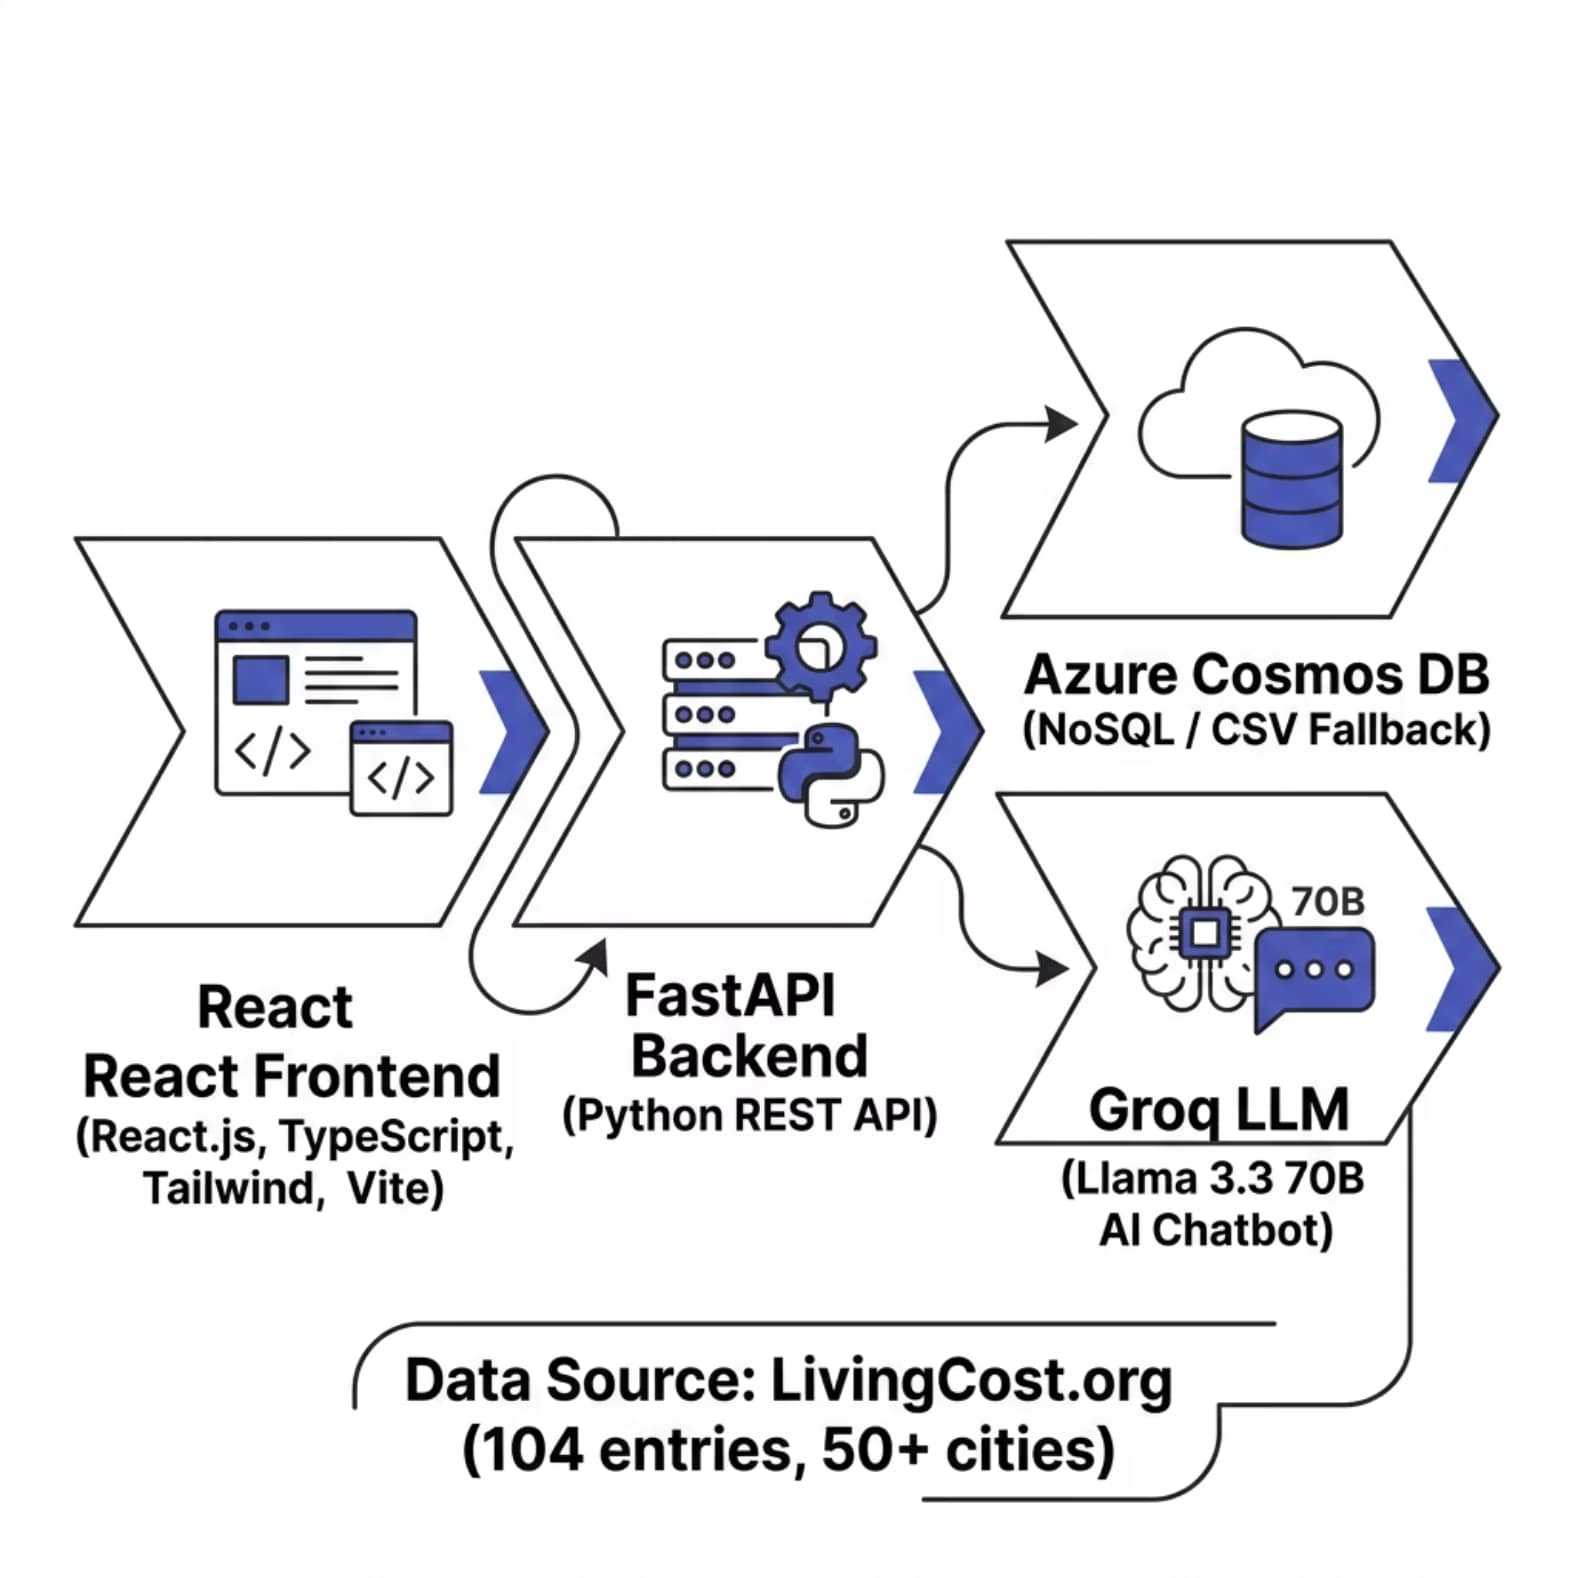 React
React Frontend
(React.js, TypeScript,
Tailwind, Vite)
</>
</>
FastAPI
Backend
(Python REST API)
Azure Cosmos DB
(NoSQL / CSV Fallback)
70B
Groq LLM
(Llama 3.3 70B
AI Chatbot)
Data Source: LivingCost.org
(104 entries, 50+ cities)